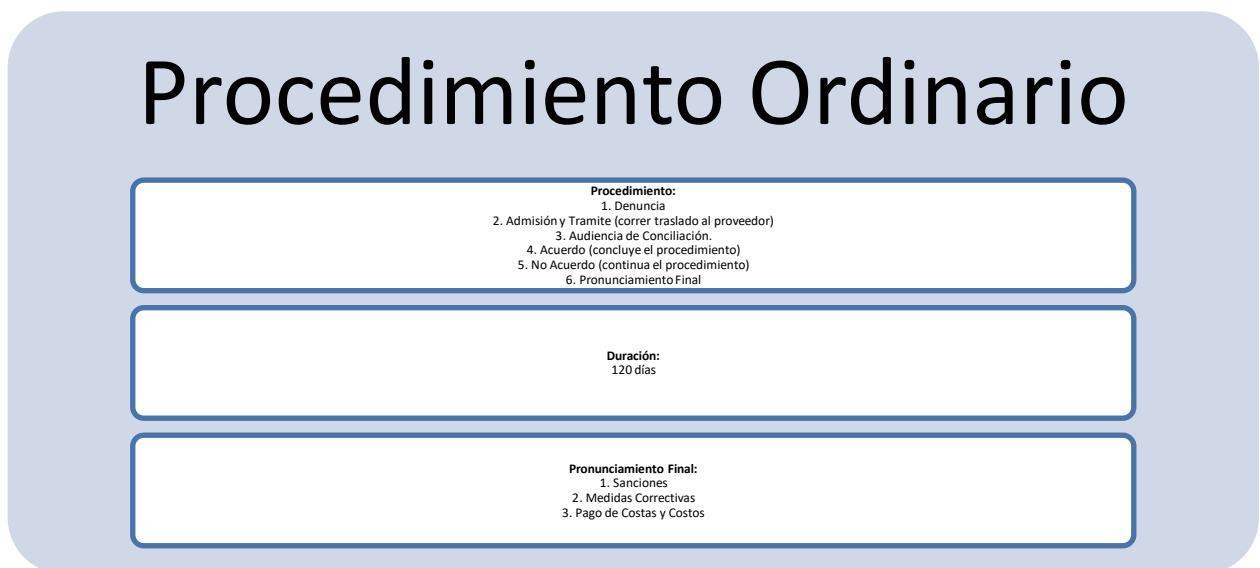 Procedimiento Ordinario
Procedimiento:
1. Denuncia
2. Admisión y Tramite (correr traslado al proveedor)
3. Audiencia de Conciliación.
4. Acuerdo (concluye el procedimiento)
5. No Acuerdo (continua el procedimiento)
6. Pronunciamiento Final
Duración:
120 días
Pronunciamiento Final:
1. Sanciones
2. Medidas Correctivas
3. Pago de Costas y Costos